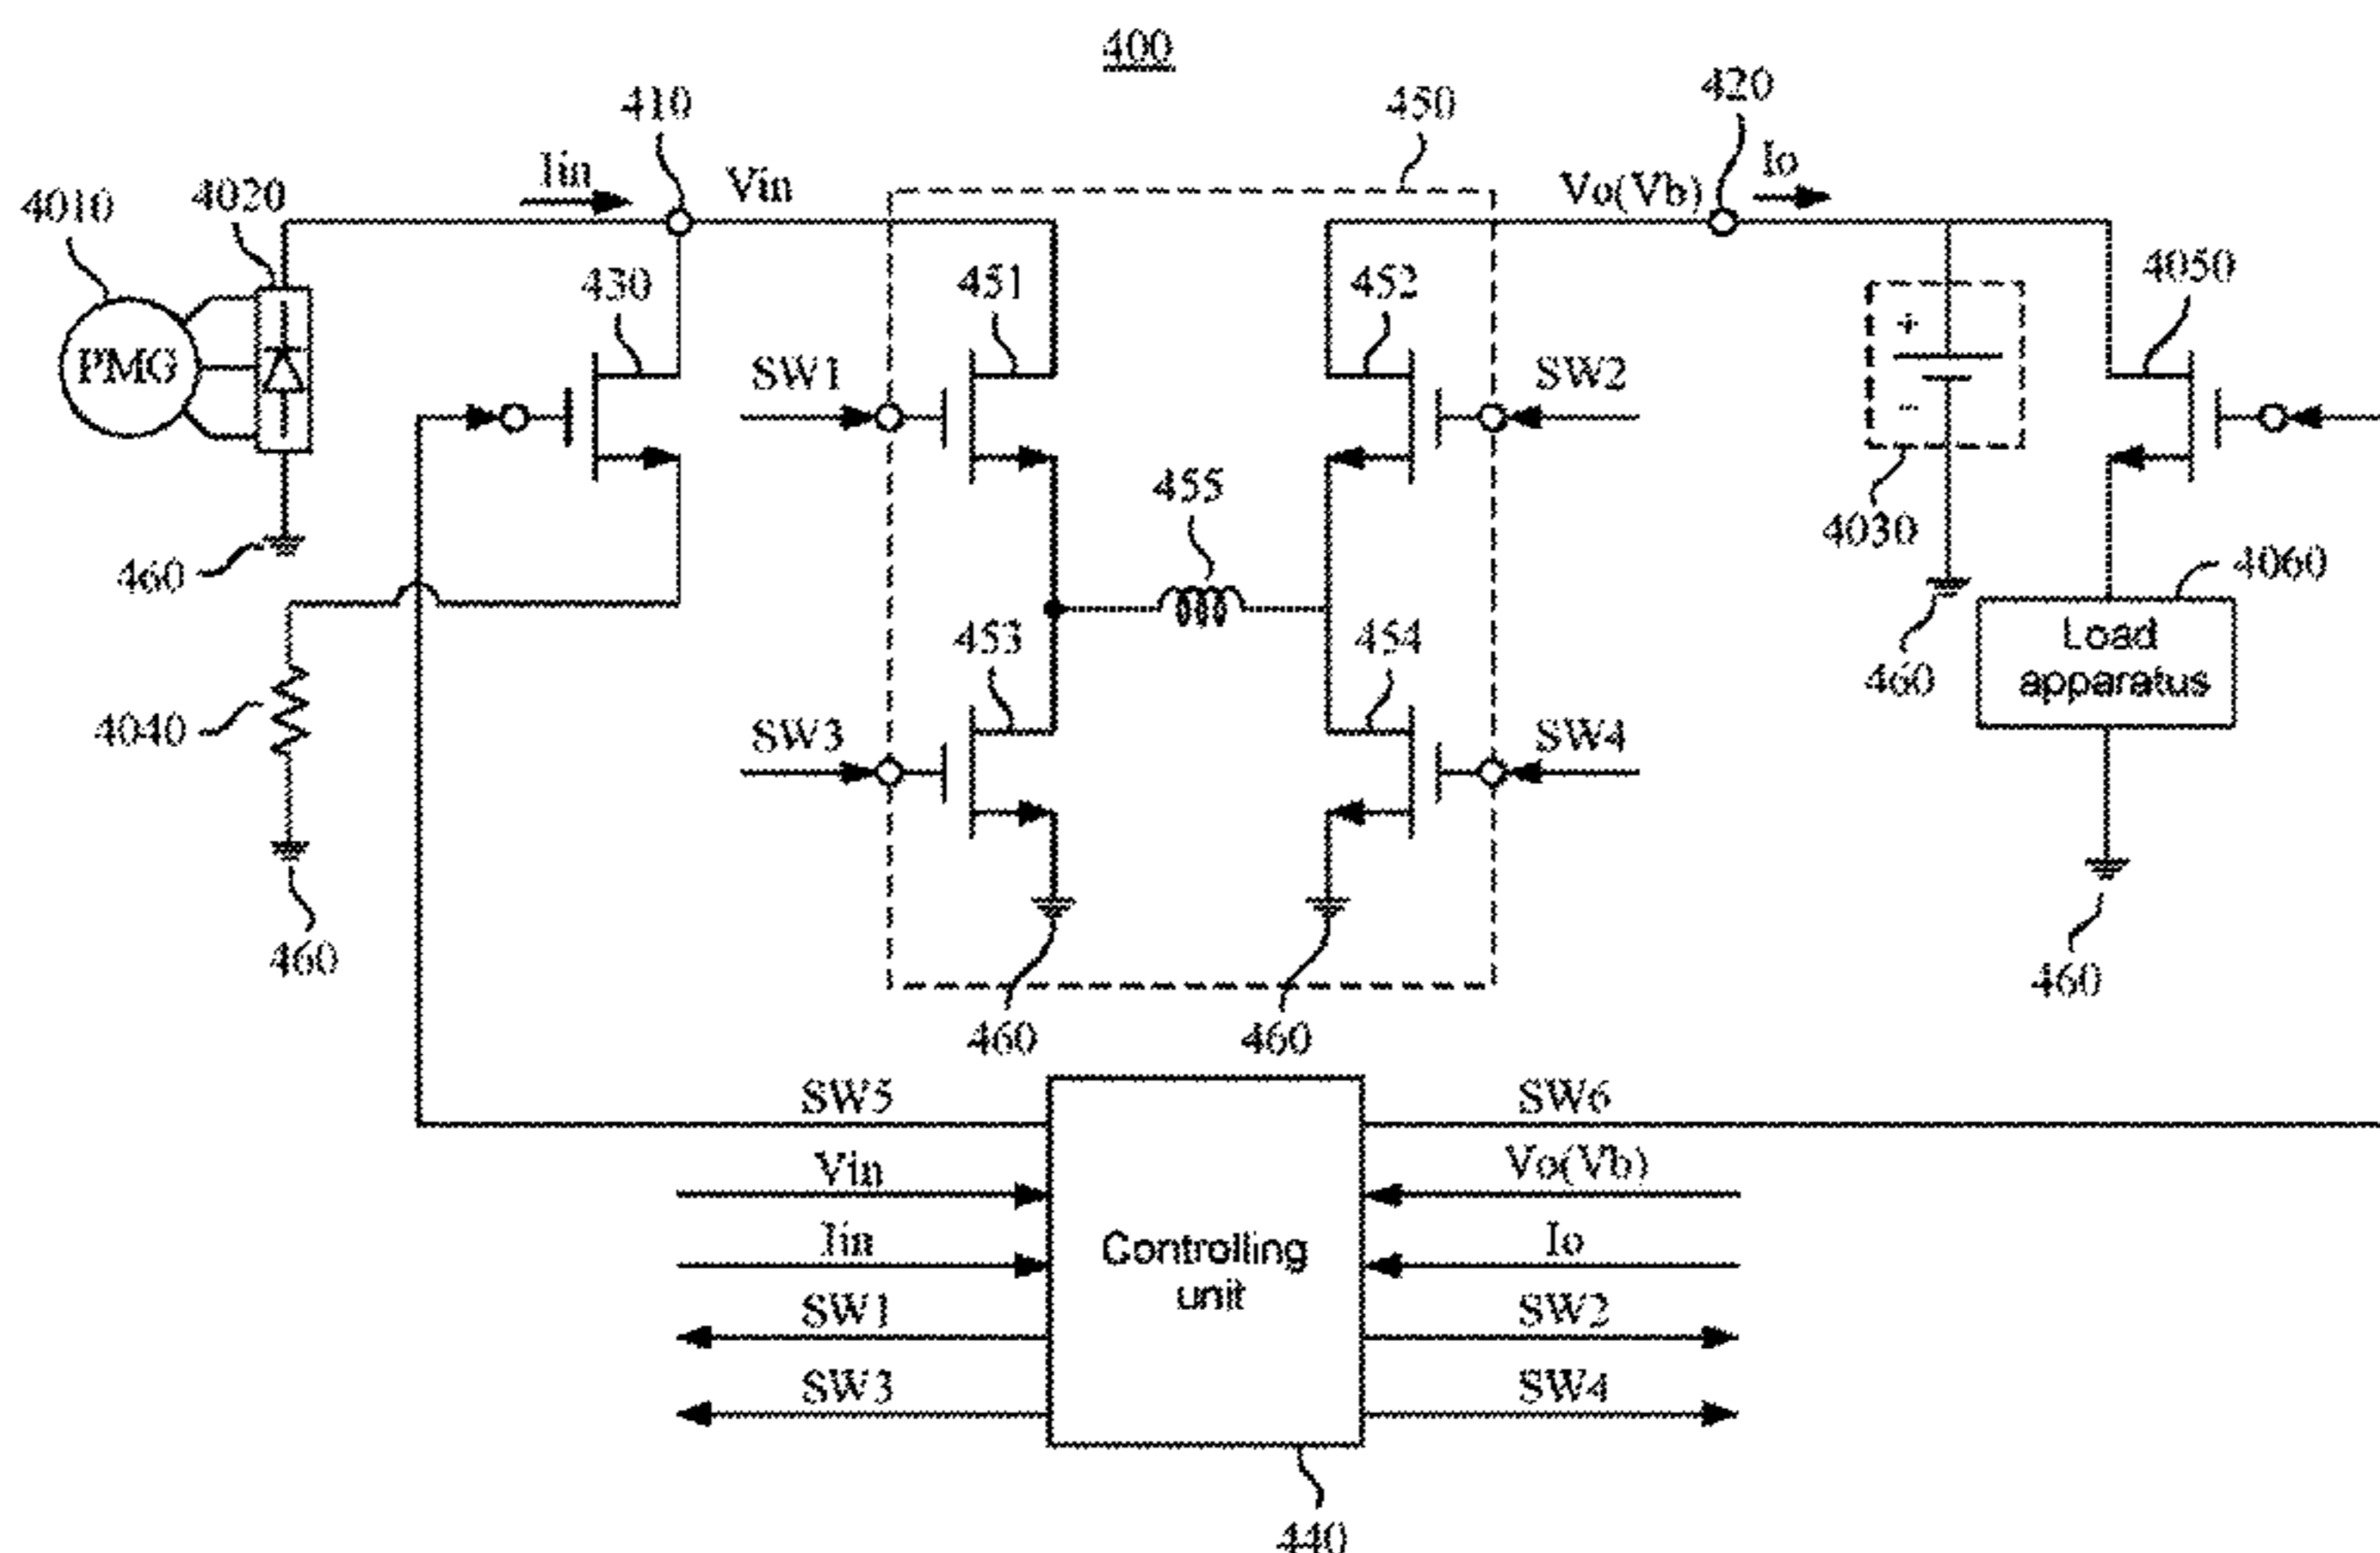 400
410
450
420
Iin
Vin
Vo(Vb)
Io
4010
4020
430
451
452
4050
PMG
SW1
SW2
+
-
455
4030
460
4060
Load
apparatus
453
454
460
4040
SW3
SW4
460
460
460
460
SW5
SW6
Vin
Vo(Vb)
Iin
Io
Controlling
unit
SW1
SW2
SW3
SW4
440